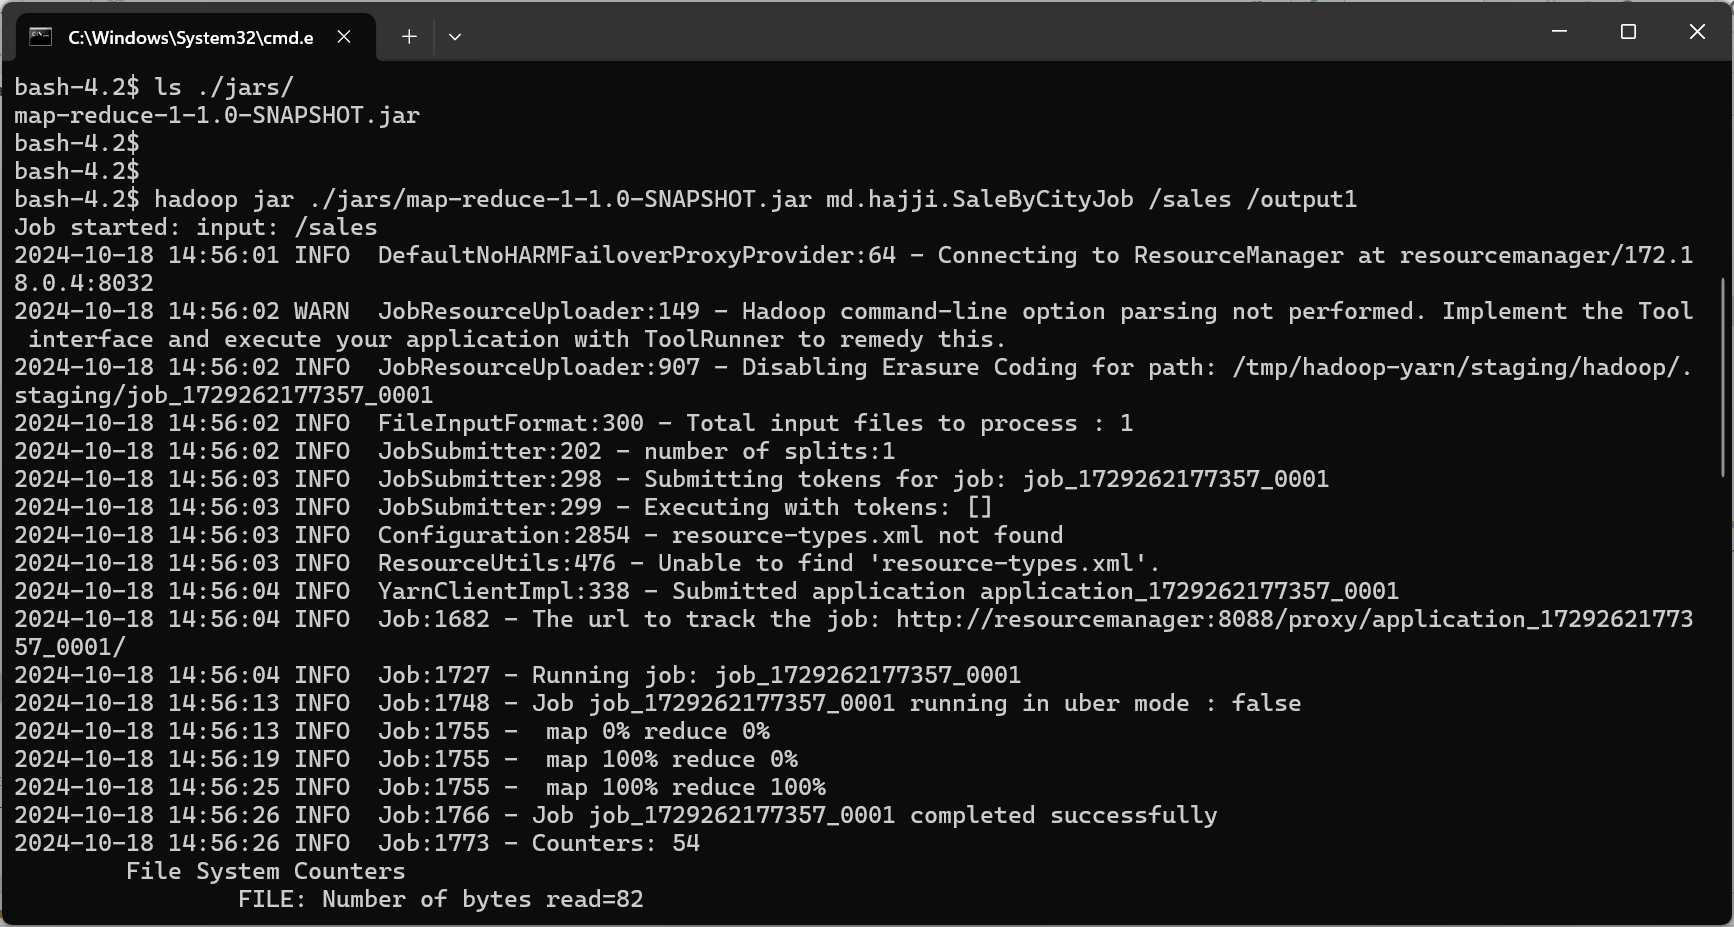 C:\Windows\System32\cmd.e
bash-4.2$ ls ./jars/
map-reduce-1-1.0-SNAPSHOT.jar
bash-4.2$
bash-4.2$
bash-4.2$ hadoop jar ./jars/map-reduce-1-1.0-SNAPSHOT.jar md.hajji.SaleByCityJob /sales /output1
Job started: input: /sales
2024-10-18 14:56:01 INFO  DefaultNoHARMFailoverProxyProvider:64 - Connecting to ResourceManager at resourcemanager/172.1
8.0.4:8032
2024-10-18 14:56:02 WARN  JobResourceUploader:149 - Hadoop command-line option parsing not performed. Implement the Tool
 interface and execute your application with ToolRunner to remedy this.
2024-10-18 14:56:02 INFO  JobResourceUploader:907 - Disabling Erasure Coding for path: /tmp/hadoop-yarn/staging/hadoop/.
staging/job_1729262177357_0001
2024-10-18 14:56:02 INFO  FileInputFormat:300 - Total input files to process : 1
2024-10-18 14:56:02 INFO  JobSubmitter:202 - number of splits:1
2024-10-18 14:56:03 INFO  JobSubmitter:298 - Submitting tokens for job: job_1729262177357_0001
2024-10-18 14:56:03 INFO  JobSubmitter:299 - Executing with tokens: []
2024-10-18 14:56:03 INFO  Configuration:2854 - resource-types.xml not found
2024-10-18 14:56:03 INFO  ResourceUtils:476 - Unable to find 'resource-types.xml'.
2024-10-18 14:56:04 INFO  YarnClientImpl:338 - Submitted application application_1729262177357_0001
2024-10-18 14:56:04 INFO  Job:1682 - The url to track the job: http://resourcemanager:8088/proxy/application_17292621773
57_0001/
2024-10-18 14:56:04 INFO  Job:1727 - Running job: job_1729262177357_0001
2024-10-18 14:56:13 INFO  Job:1748 - Job job_1729262177357_0001 running in uber mode : false
2024-10-18 14:56:13 INFO  Job:1755 -  map 0% reduce 0%
2024-10-18 14:56:19 INFO  Job:1755 -  map 100% reduce 0%
2024-10-18 14:56:25 INFO  Job:1755 -  map 100% reduce 100%
2024-10-18 14:56:26 INFO  Job:1766 - Job job_1729262177357_0001 completed successfully
2024-10-18 14:56:26 INFO  Job:1773 - Counters: 54
        File System Counters
                FILE: Number of bytes read=82